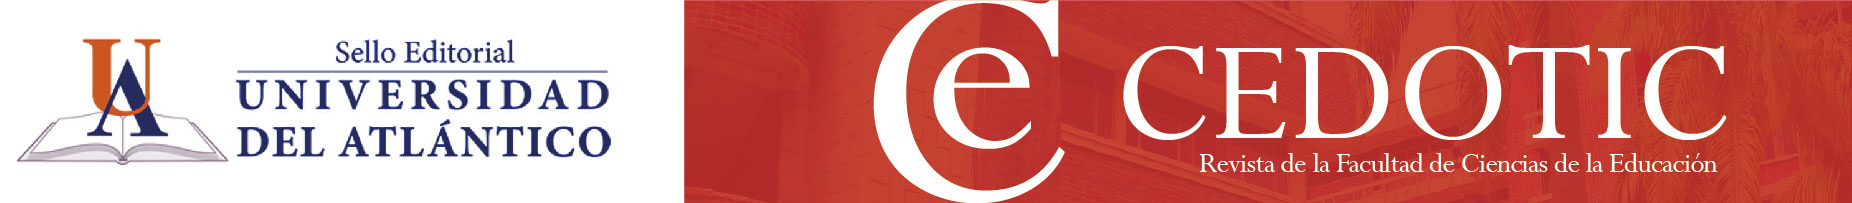 UA
Sello Editorial
UNIVERSIDAD
DEL ATLÁNTICO
Ce
CEDOTIC
Revista de la Facultad de Ciencias de la Educación